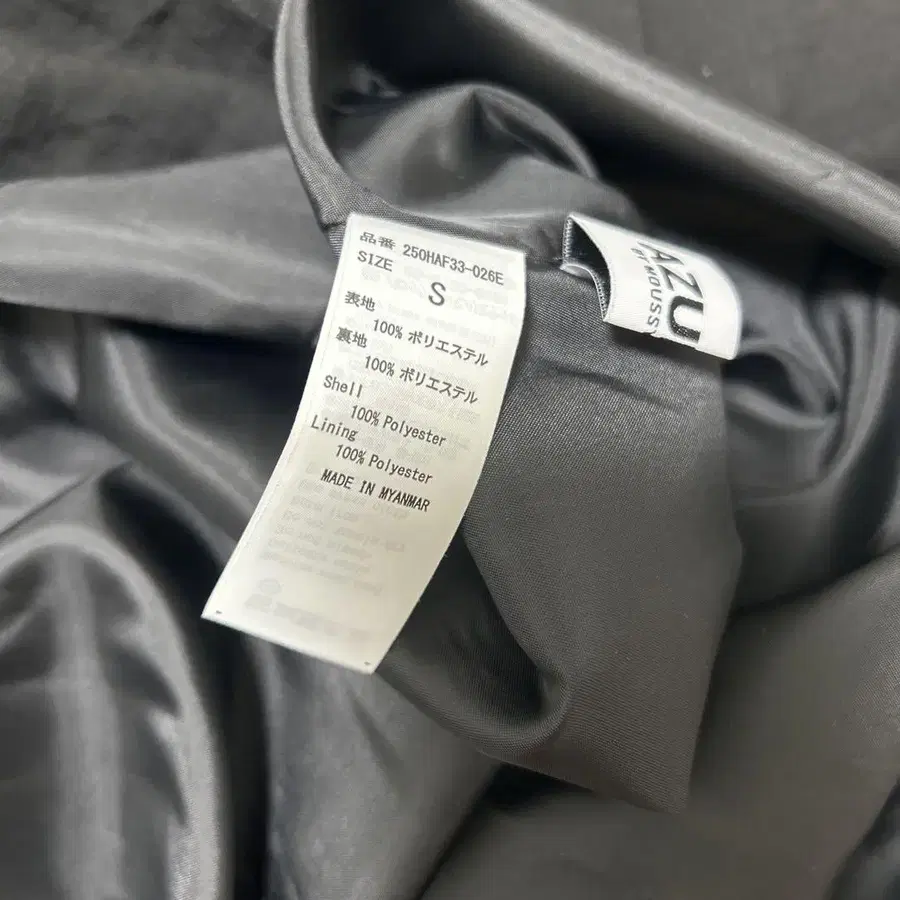 品番 250HAF33-026E
SIZE
S
表地
100% ポリエステル
裏地
100% ポリエステル
Shell
100% Polyester
Lining
100% Polyester
MADE IN MYANMAR
AZU
BY MOUSSY